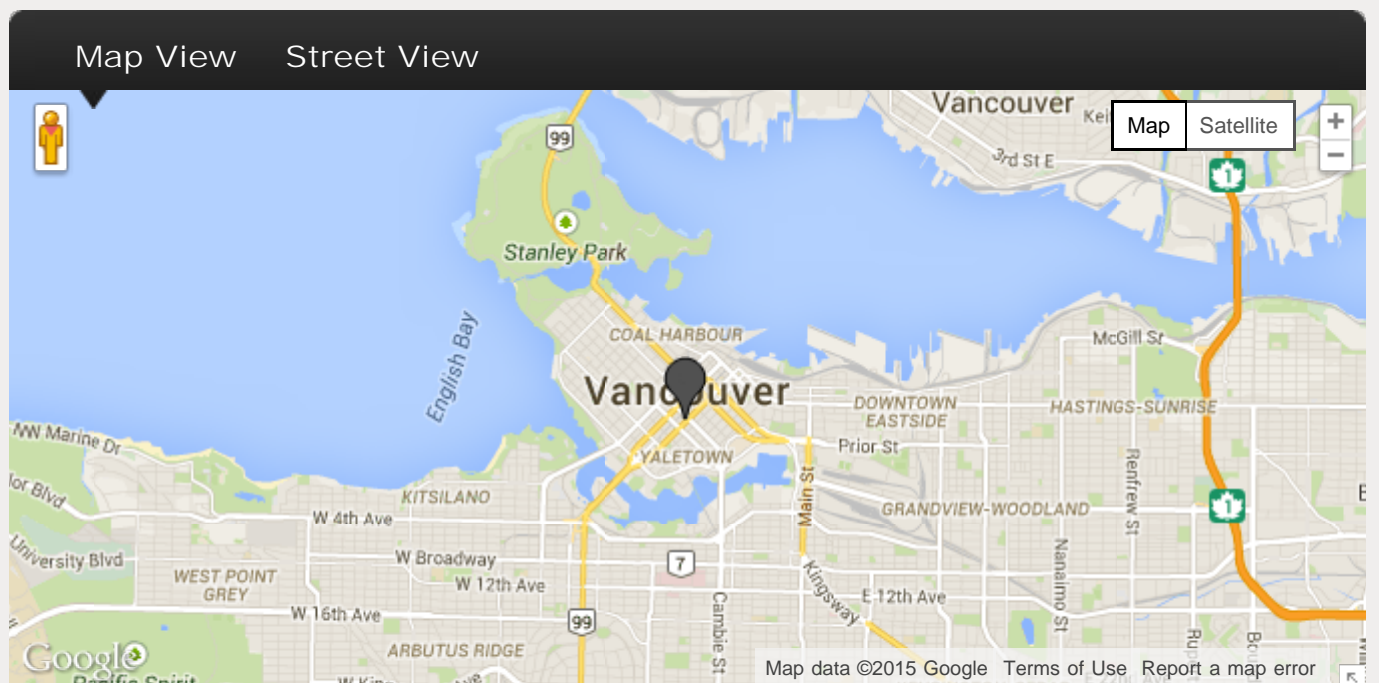 Map View Street View
Vancouver
Map Satellite
+
−
99
3rd St E
1
Stanley Park
English Bay
COAL HARBOUR
McGill St
Vancouver
DOWNTOWN
EASTSIDE
HASTINGS-SUNRISE
NW Marine Dr
Prior St
YALETOWN
Renfrew St
KITSILANO
Main St
GRANDVIEW-WOODLAND
1
W 4th Ave
University Blvd
W Broadway
7
Nanaimo St
WEST POINT
GREY
W 12th Ave
Kingsway
E 12th Ave
W 16th Ave
99
Cambie St
ARBUTUS RIDGE
Google
Pacific Spirit
Map data ©2015 Google Terms of Use Report a map error